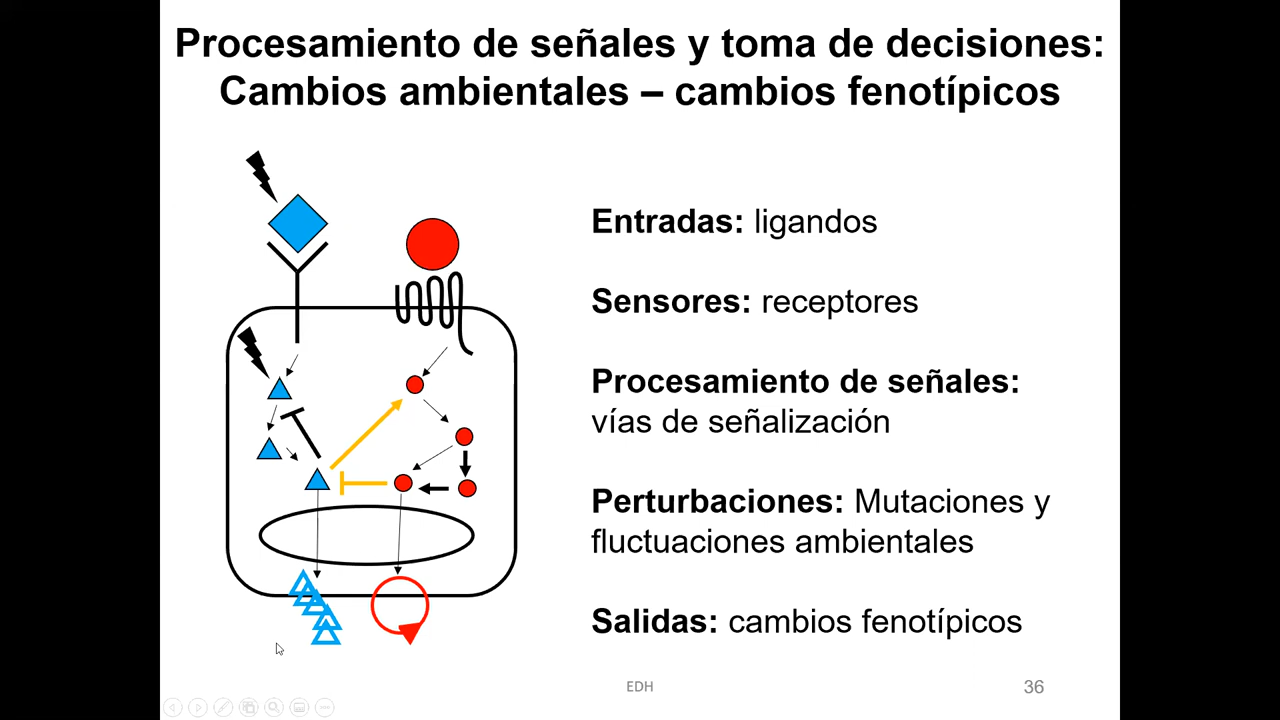 Procesamiento de señales y toma de decisiones:
Cambios ambientales – cambios fenotípicos
Entradas: ligandos
Sensores: receptores
Procesamiento de señales:
vías de señalización
Perturbaciones: Mutaciones y
fluctuaciones ambientales
Salidas: cambios fenotípicos
EDH
36